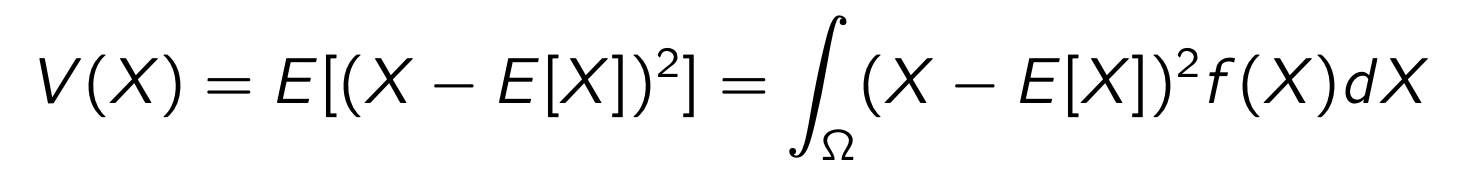 V(X) = E[(X − E[X])²] = ∫_Ω (X − E[X])² f(X)dX